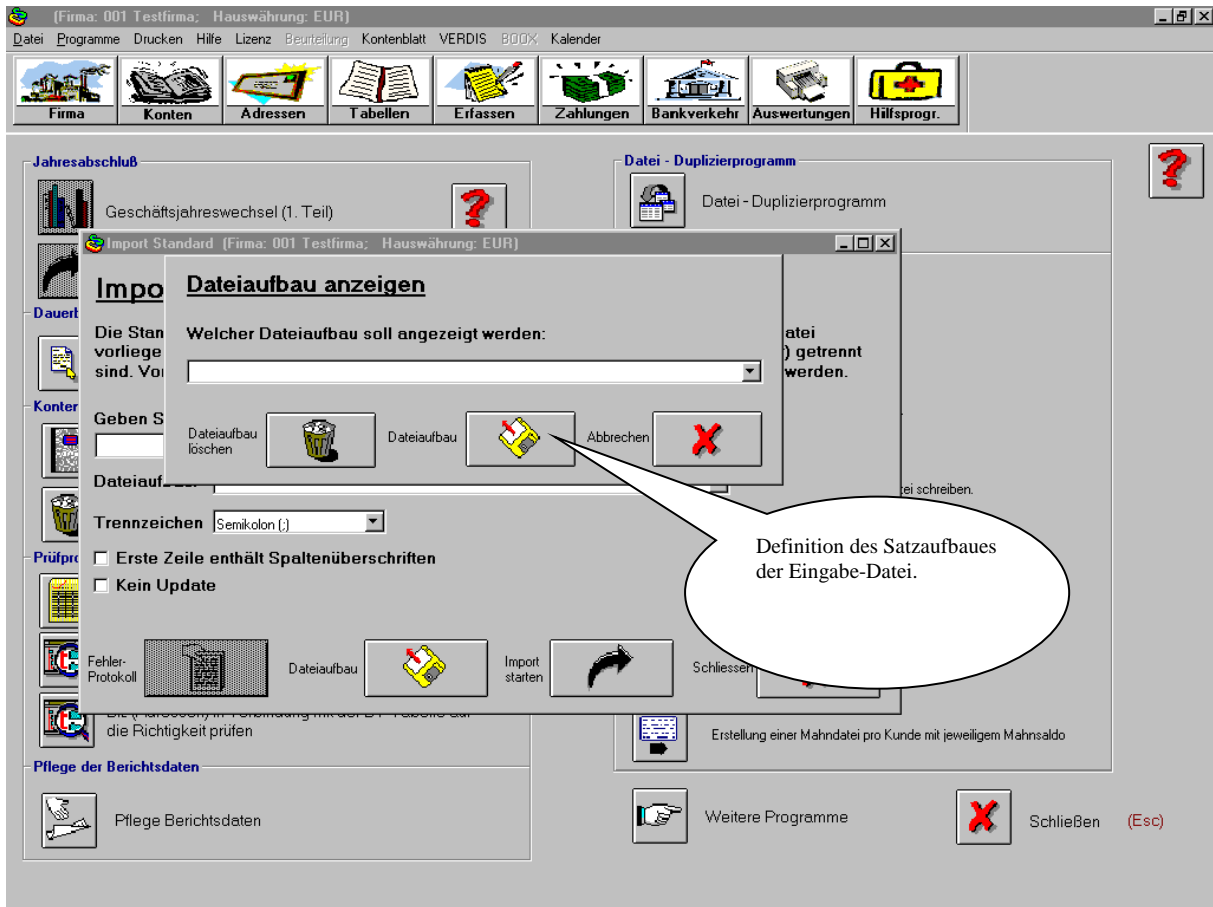 (Firma: 001 Testfirma; Hauswährung: EUR)
Datei Programme Drucken Hilfe Lizenz Beurteilung Kontenblatt VERDIS BOOX Kalender
Firma Konten Adressen Tabellen Erfassen Zahlungen Bankverkehr Auswertungen Hilfsprogr.
Jahresabschluß
Geschäftsjahreswechsel (1. Teil)
Datei - Duplizierprogramm
Datei - Duplizierprogramm
Import Standard (Firma: 001 Testfirma; Hauswährung: EUR)
Impo
Dateiaufbau anzeigen
Dauer
Die Stan
Welcher Dateiaufbau soll angezeigt werden:
atei
vorliege
) getrennt
sind. Vo
werden.
Konter
Geben S
Dateiaufbau
löschen
Dateiaufbau
Abbrechen
Dateiauf
ei schreiben.
Trennzeichen Semikolon (;)
Definition des Satzaufbaues
der Eingabe-Datei.
Prüfpro
Erste Zeile enthält Spaltenüberschriften
Kein Update
Fehler-
Protokoll
Dateiaufbau
Import
starten
Schliessen
die Richtigkeit prüfen
Erstellung einer Mahndatei pro Kunde mit jeweiligem Mahnsaldo
Pflege der Berichtsdaten
Pflege Berichtsdaten
Weitere Programme
Schließen (Esc)